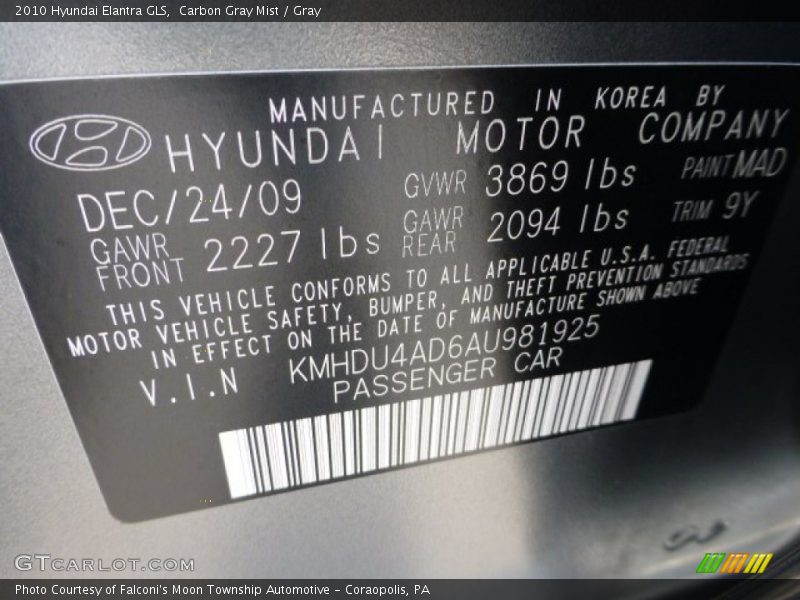 2010 Hyundai Elantra GLS, Carbon Gray Mist / Gray
MANUFACTURED IN KOREA BY
HYUNDAI MOTOR COMPANY
DEC/24/09 GVWR 3869 lbs PAINT MAD
GAWR FRONT 2227 lbs GAWR REAR 2094 lbs TRIM 9Y
THIS VEHICLE CONFORMS TO ALL APPLICABLE U.S.A. FEDERAL
MOTOR VEHICLE SAFETY, BUMPER, AND THEFT PREVENTION STANDARDS
IN EFFECT ON THE DATE OF MANUFACTURE SHOWN ABOVE
V.I.N KMHDU4AD6AU981925
PASSENGER CAR
GTCARLOT.COM
Photo Courtesy of Falconi's Moon Township Automotive - Coraopolis, PA